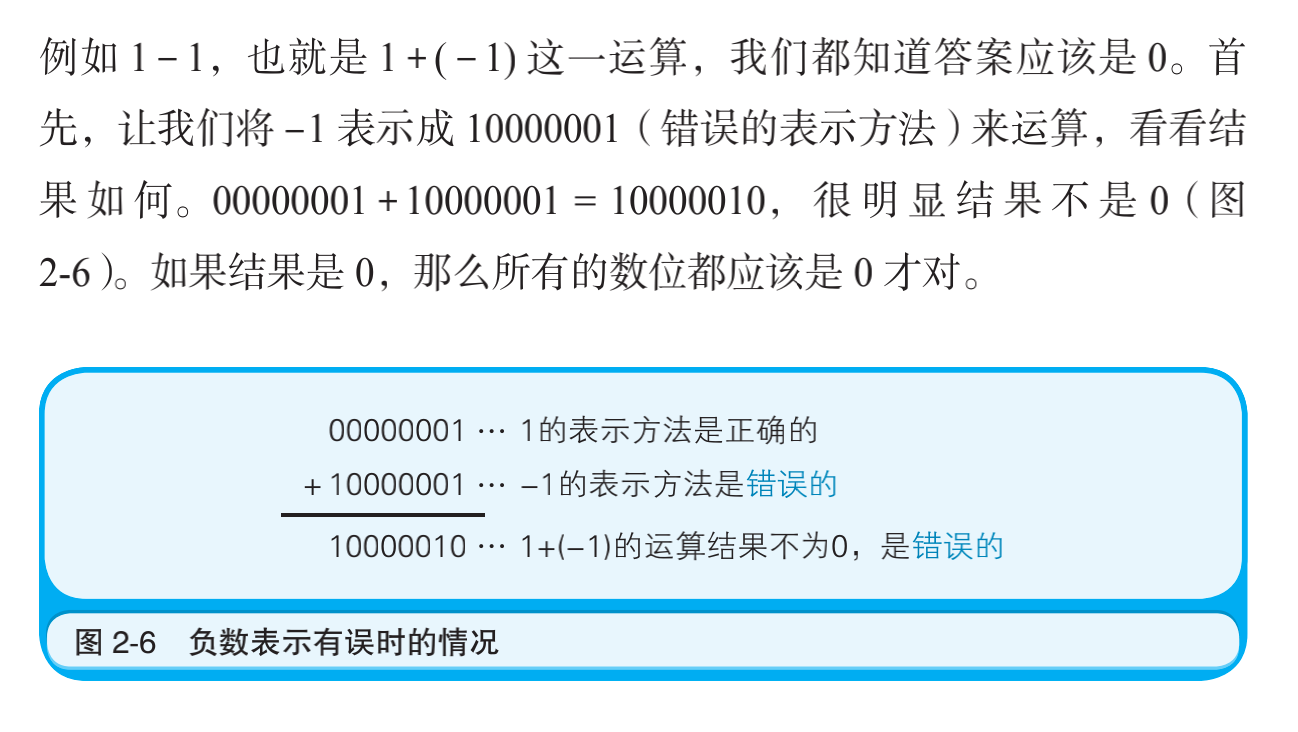 例如 1 − 1，也就是 1 + ( − 1) 这一运算，我们都知道答案应该是 0。首
先，让我们将 −1 表示成 10000001（错误的表示方法）来运算，看看结
果如何。00000001 + 10000001 = 10000010，很明显结果不是 0（图
2-6）。如果结果是 0，那么所有的数位都应该是 0 才对。
00000001 … 1的表示方法是正确的
+ 10000001 … −1的表示方法是错误的
10000010 … 1+(−1)的运算结果不为0，是错误的
图 2-6 负数表示有误时的情况